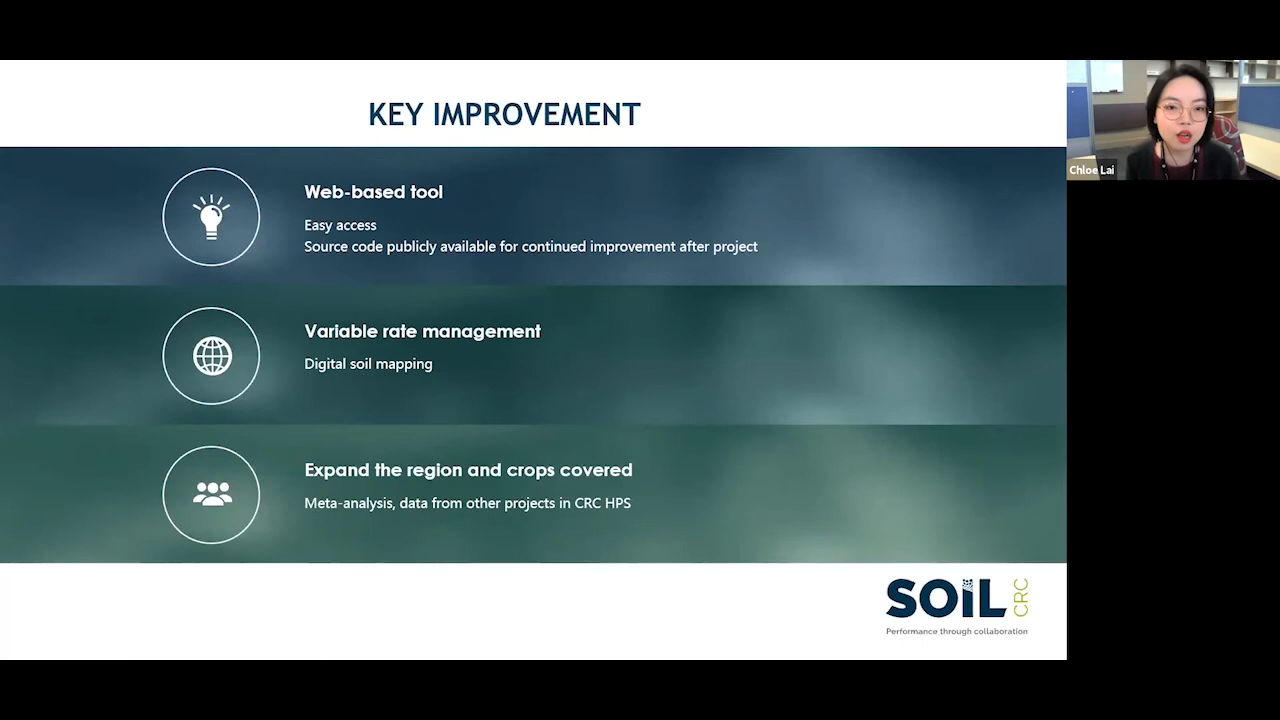 KEY IMPROVEMENT
Web-based tool
Easy access
Source code publicly available for continued improvement after project
Variable rate management
Digital soil mapping
Expand the region and crops covered
Meta-analysis, data from other projects in CRC HPS
SOIL CRC
Performance through collaboration
Chloe Lai